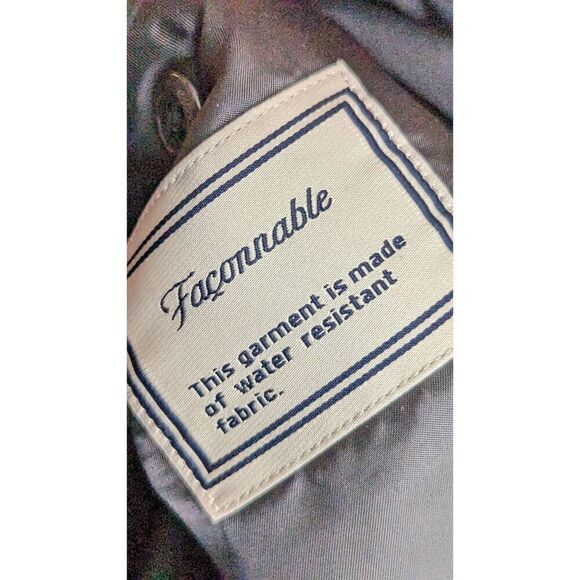 Façonnable
This garment is made
of water resistant
fabric.